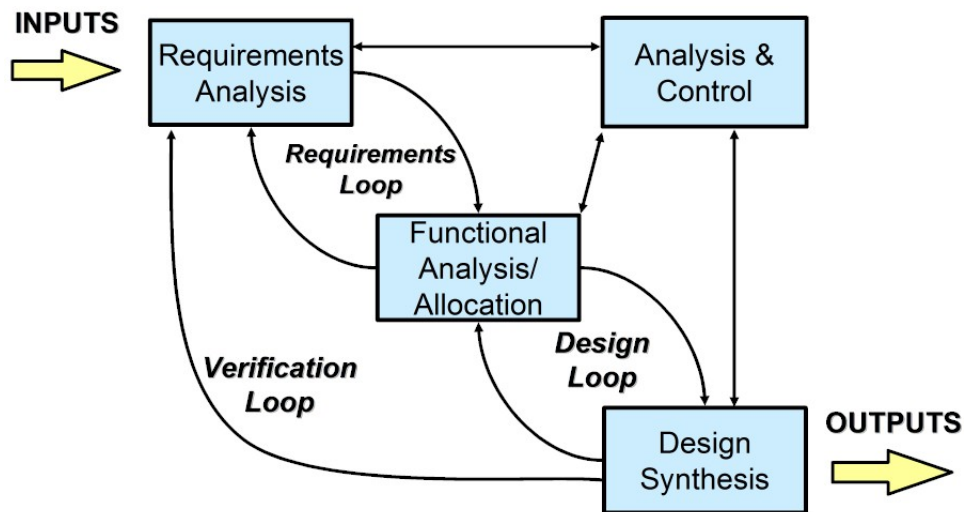 INPUTS
Requirements
Analysis
Analysis &
Control
Requirements
Loop
Functional
Analysis/
Allocation
Verification
Loop
Design
Loop
Design
Synthesis
OUTPUTS